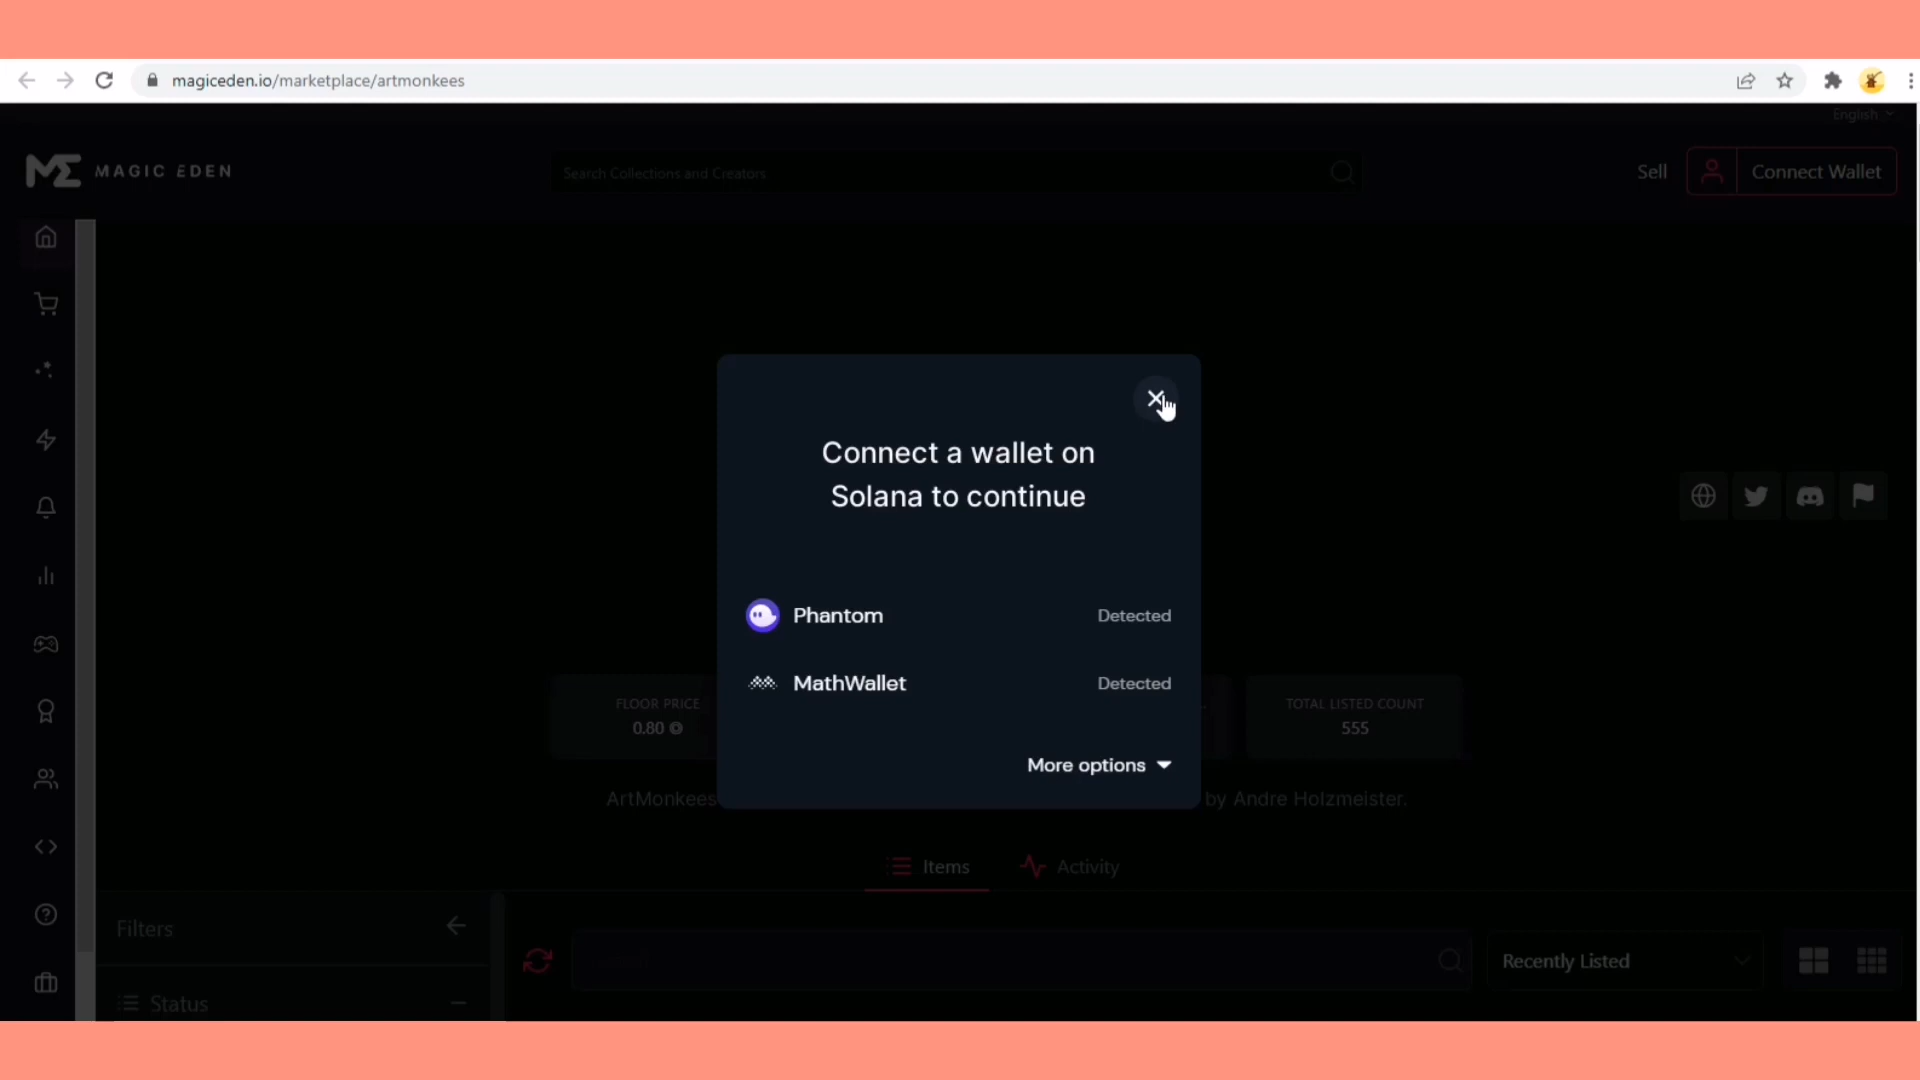 magiceden.io/marketplace/artmonkees
English
MAGIC EDEN
Search Collections and Creators
Sell
Connect Wallet
Connect a wallet on
Solana to continue
Phantom
Detected
MathWallet
Detected
More options
FLOOR PRICE
0.80
TOTAL LISTED COUNT
555
ArtMonkees
by Andre Holzmeister.
Items
Activity
Filters
Recently Listed
Status